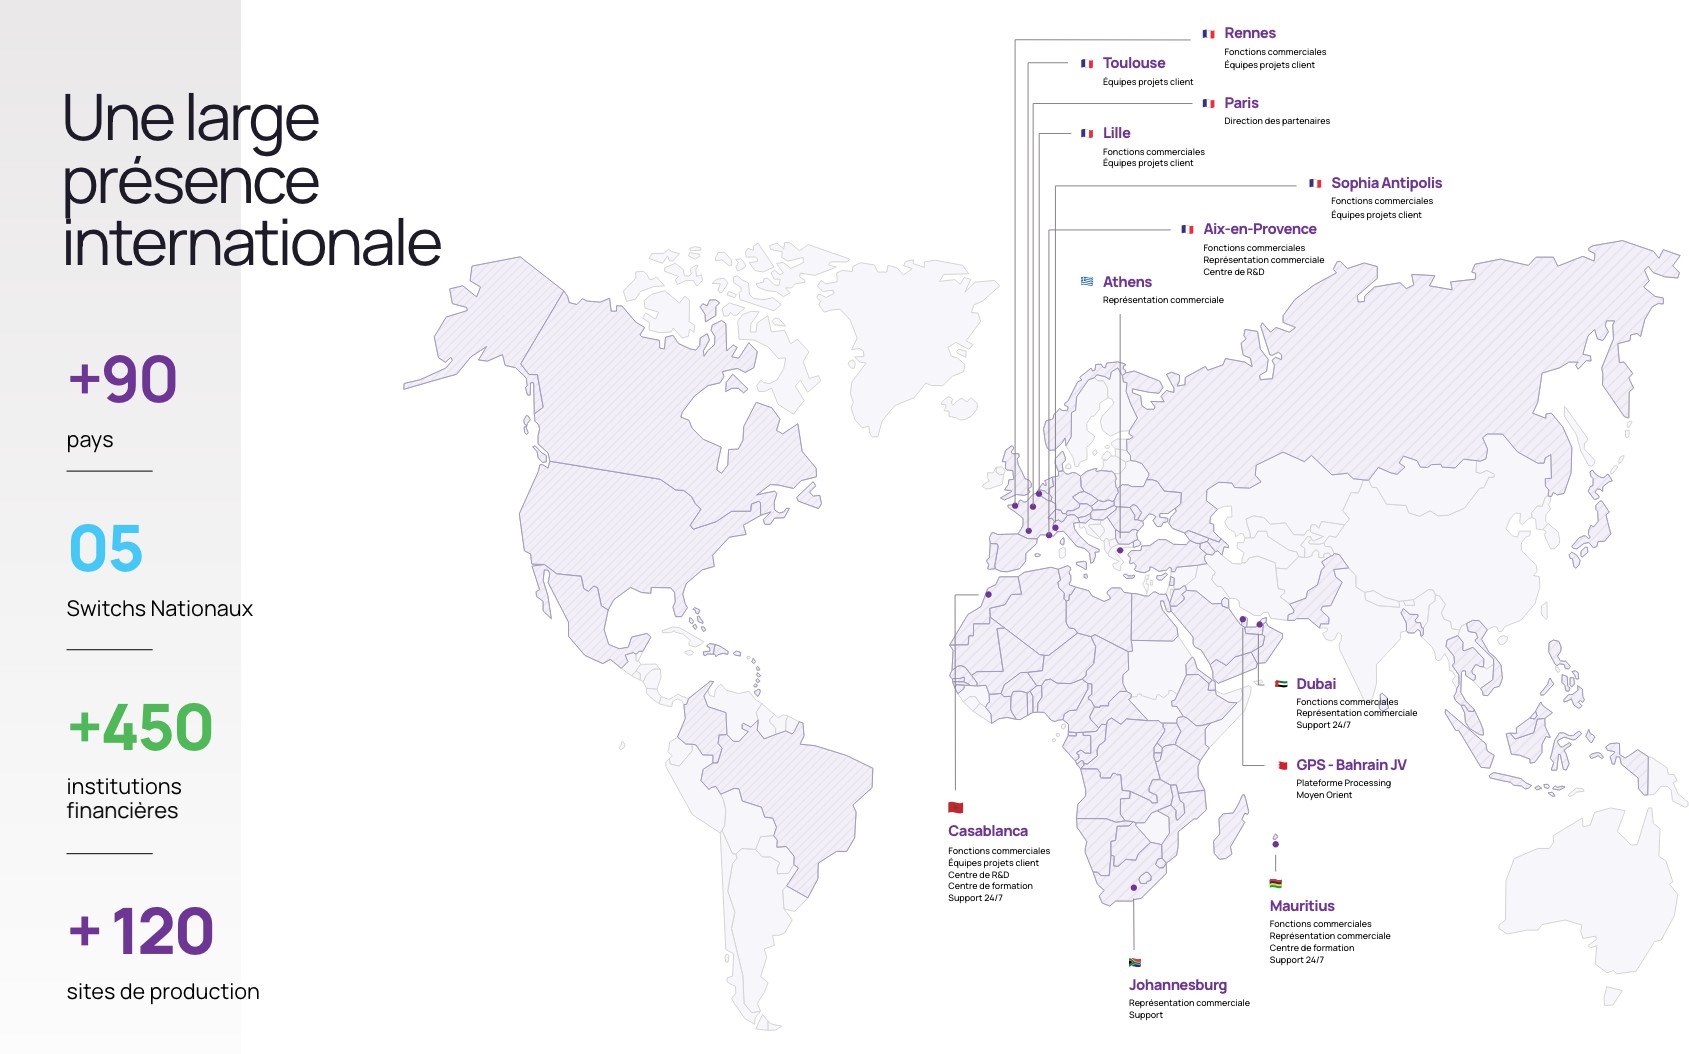 Une large
présence
internationale
+90
pays
05
Switchs Nationaux
+450
institutions
financières
+ 120
sites de production
Rennes
Fonctions commerciales
Équipes projets client
Toulouse
Équipes projets client
Paris
Direction des partenaires
Lille
Fonctions commerciales
Équipes projets client
Sophia Antipolis
Fonctions commerciales
Équipes projets client
Aix-en-Provence
Fonctions commerciales
Représentation commerciale
Centre de R&D
Athens
Représentation commerciale
Dubai
Fonctions commerciales
Représentation commerciale
Support 24/7
GPS - Bahrain JV
Plateforme Processing
Moyen Orient
Casablanca
Fonctions commerciales
Équipes projets client
Centre de R&D
Centre de formation
Support 24/7
Mauritius
Fonctions commerciales
Représentation commerciale
Centre de formation
Support 24/7
Johannesburg
Représentation commerciale
Support